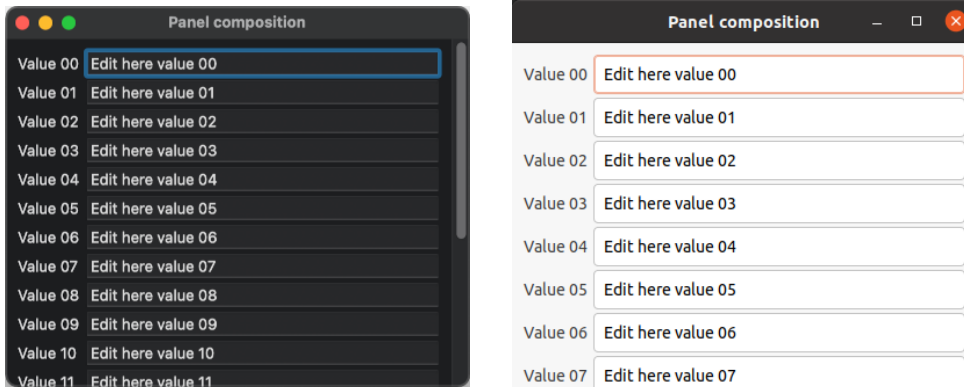 Panel composition
Value 00 Edit here value 00
Value 01 Edit here value 01
Value 02 Edit here value 02
Value 03 Edit here value 03
Value 04 Edit here value 04
Value 05 Edit here value 05
Value 06 Edit here value 06
Value 07 Edit here value 07
Value 08 Edit here value 08
Value 09 Edit here value 09
Value 10 Edit here value 10
Value 11 Edit here value 11
Panel composition
Value 00 Edit here value 00
Value 01 Edit here value 01
Value 02 Edit here value 02
Value 03 Edit here value 03
Value 04 Edit here value 04
Value 05 Edit here value 05
Value 06 Edit here value 06
Value 07 Edit here value 07